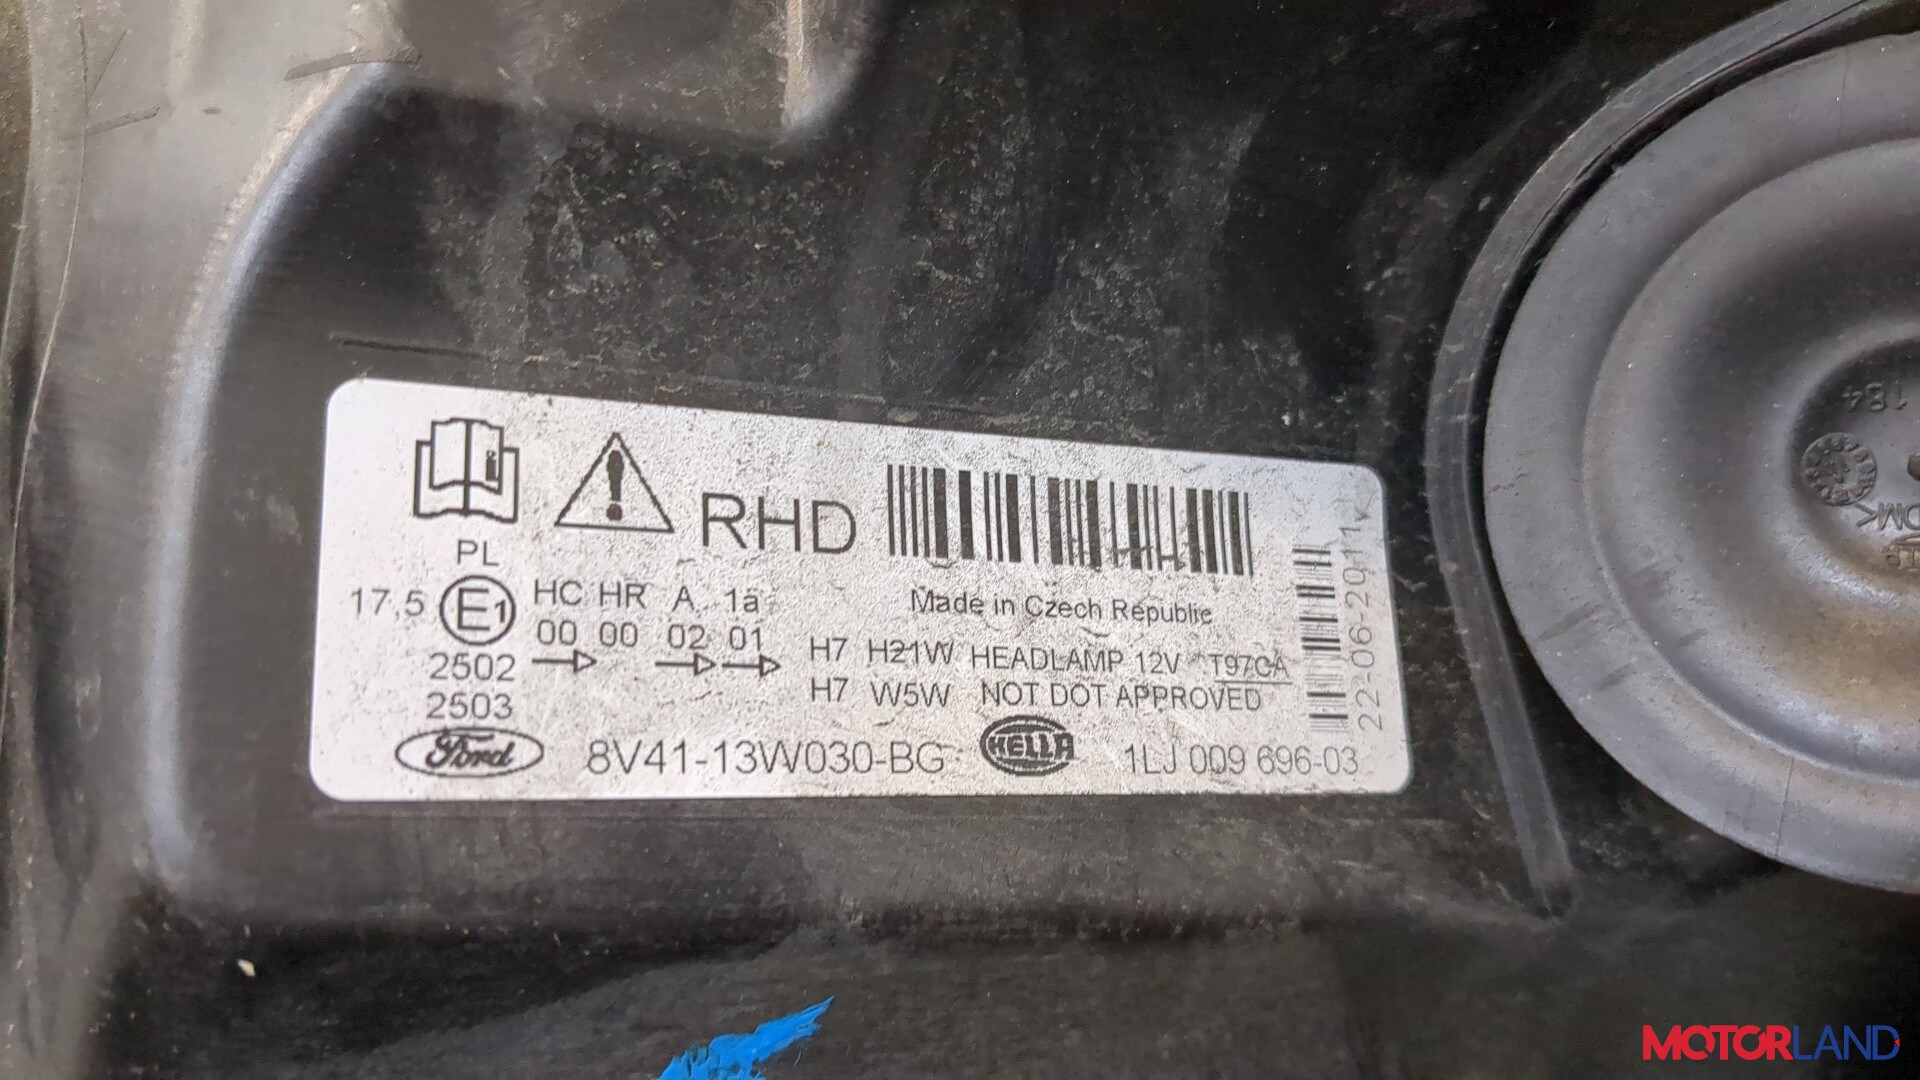 RHD
PL
17,5 E1 HC HR A 1a
00 00 02 01
2502
2503
Made in Czech Republic
H7 H21W HEADLAMP 12V T97CA
H7 W5W NOT DOT APPROVED
Ford 8V41-13W030-BG HELLA 1LJ 009 696-03
22-06-2011
184
MOTORLAND